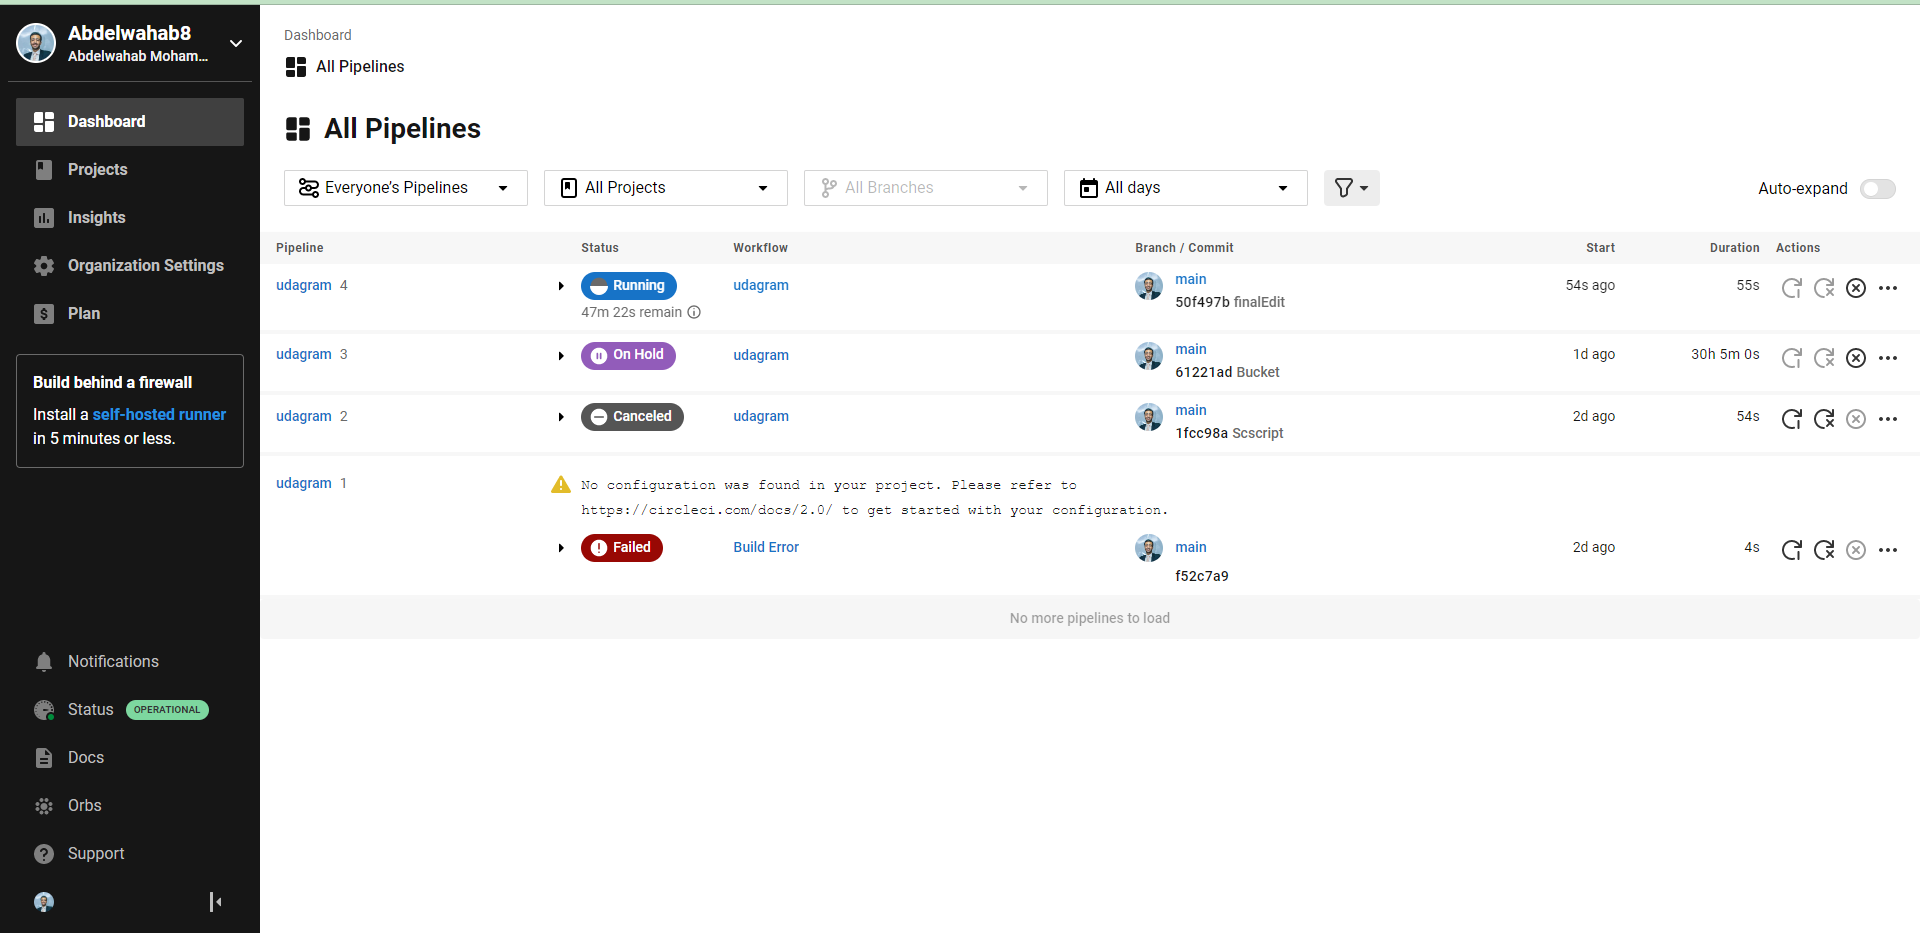 Abdelwahab8
Abdelwahab Moham...
Dashboard
Projects
Insights
Organization Settings
Plan
Build behind a firewall
Install a self-hosted runner
in 5 minutes or less.
Notifications
Status OPERATIONAL
Docs
Orbs
Support
Dashboard
All Pipelines
All Pipelines
Everyone’s Pipelines All Projects All Branches All days Auto-expand
Pipeline Status Workflow Branch / Commit Start Duration Actions
udagram 4 Running udagram main 54s ago 55s
47m 22s remain 50f497b finalEdit
udagram 3 On Hold udagram main 1d ago 30h 5m 0s
61221ad Bucket
udagram 2 Canceled udagram main 2d ago 54s
1fcc98a Scscript
udagram 1 No configuration was found in your project. Please refer to
https://circleci.com/docs/2.0/ to get started with your configuration.
Failed Build Error main 2d ago 4s
f52c7a9
No more pipelines to load